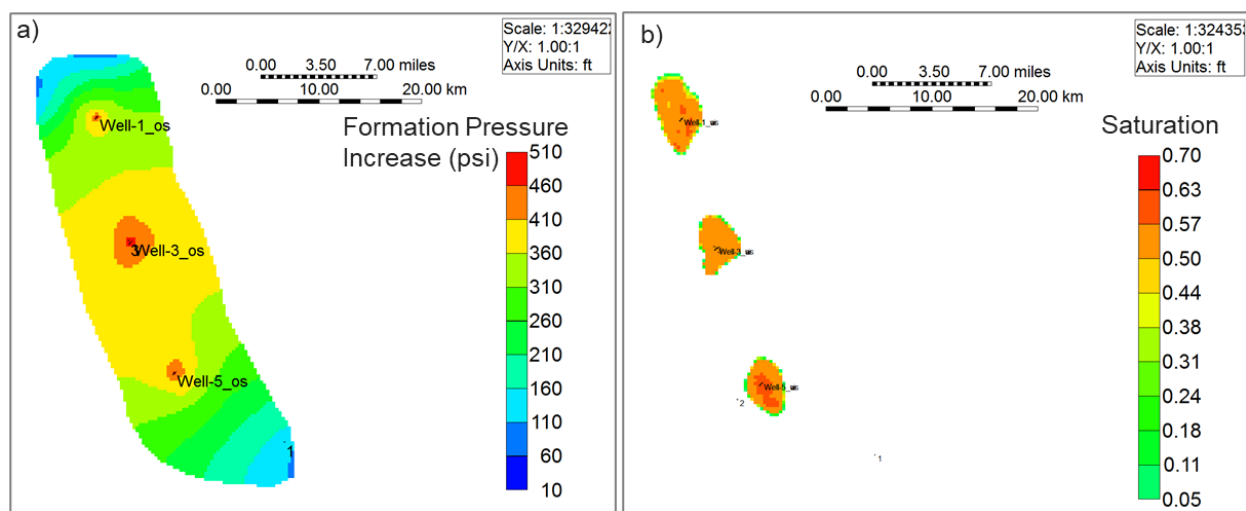 a)
Scale: 1:329422
Y/X: 1.00:1
Axis Units: ft
0.00 3.50 7.00 miles
0.00 10.00 20.00 km
Well-1_os
Formation Pressure
Increase (psi)
510
460
410
360
310
260
210
160
110
60
10
3Well-3_os
Well-5_os
1
b)
Scale: 1:324353
Y/X: 1.00:1
Axis Units: ft
0.00 3.50 7.00 miles
0.00 10.00 20.00 km
Saturation
0.70
0.63
0.57
0.50
0.44
0.38
0.31
0.24
0.18
0.11
0.05
2
1